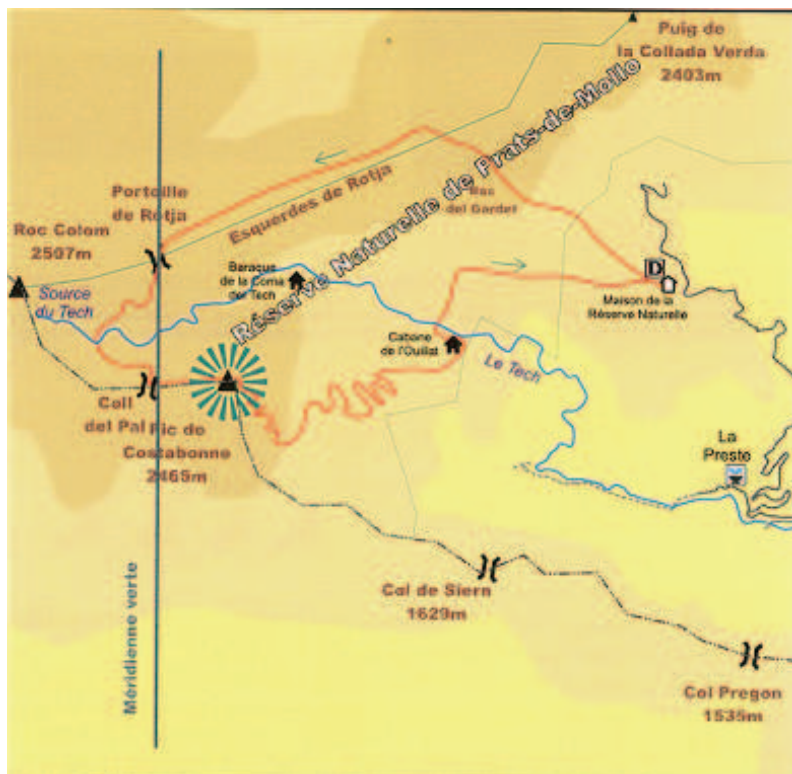 Puig de
la Collada Verda
2403m
Réserve Naturelle de Prats-de-Mollo
Porteille
de Rotja
Esquerdes de Rotja
Bac
del Gardet
Roc Colom
2507m
Source
du Tech
Baraque
de la Coma
del Tech
D
Maison de la
Réserve Naturelle
Cabane
de l'Ouillat
Le Tech
Coll
del Pal
Pic de
Costabonne
2465m
La
Preste
Col de Siern
1629m
Méridienne verte
Col Pregon
1535m